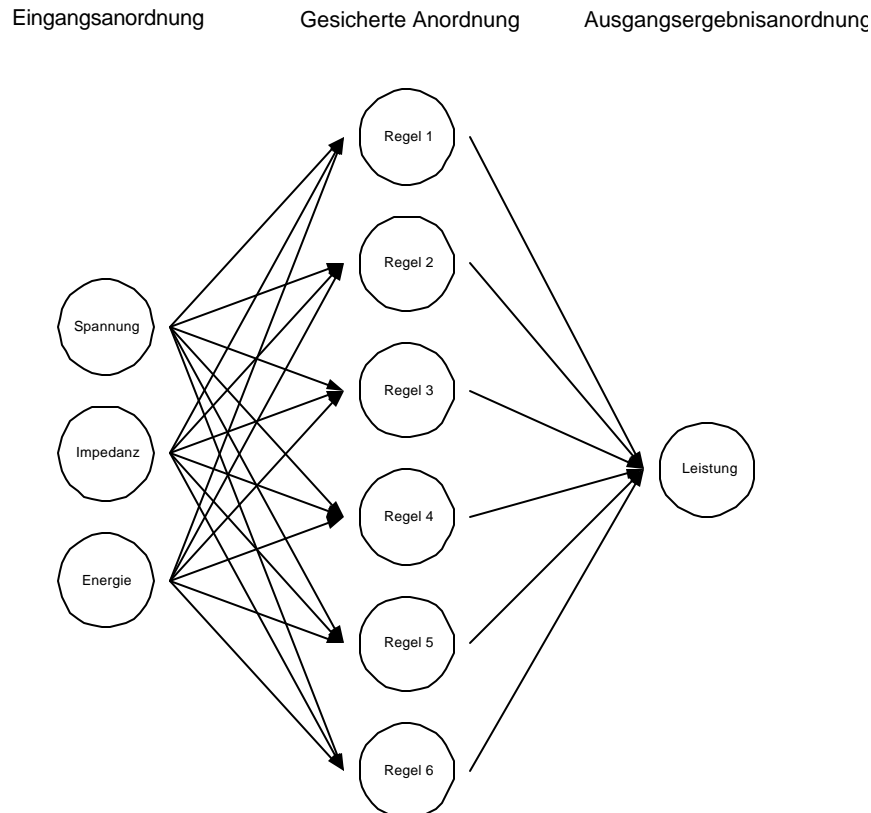 Eingangsanordnung
Gesicherte Anordnung
Ausgangsergebnisanordnung
Regel 1
Regel 2
Spannung
Regel 3
Impedanz
Leistung
Regel 4
Energie
Regel 5
Regel 6